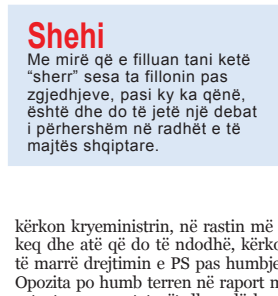 Shehi
Me mirë që e filluan tani ketë
“sherr” sesa ta fillonin pas
zgjedhjeve, pasi ky ka qënë,
është dhe do të jetë një debat
i përhershëm në radhët e të
majtës shqiptare.
kërkon kryeministrin, në rastin më
keq dhe atë që do të ndodhë, kërko
të marrë drejtimin e PS pas humbje
Opozita po humb terren në raport